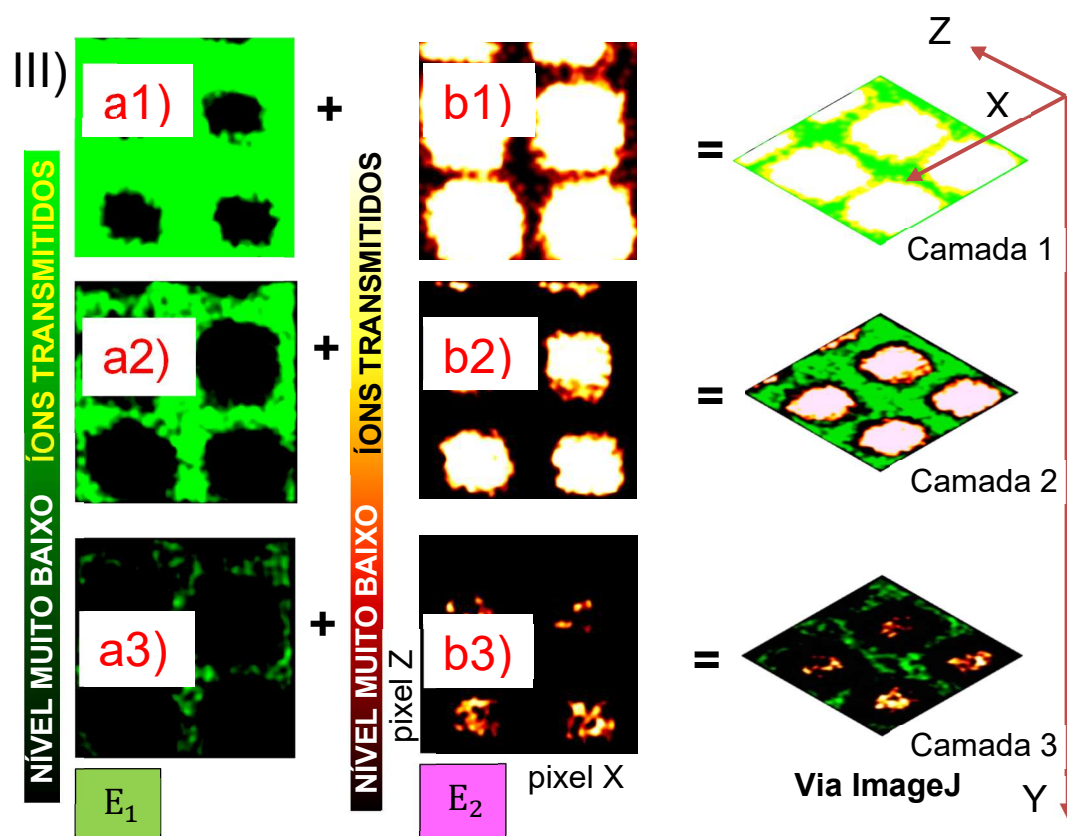 III)
a1)
+
b1)
=
Z
X
Camada 1
a2)
+
b2)
=
Camada 2
a3)
+
b3)
=
Camada 3
NÍVEL MUITO BAIXO ÍONS TRANSMITIDOS
NÍVEL MUITO BAIXO ÍONS TRANSMITIDOS
pixel Z
pixel X
Via ImageJ
Y
E₁
E₂